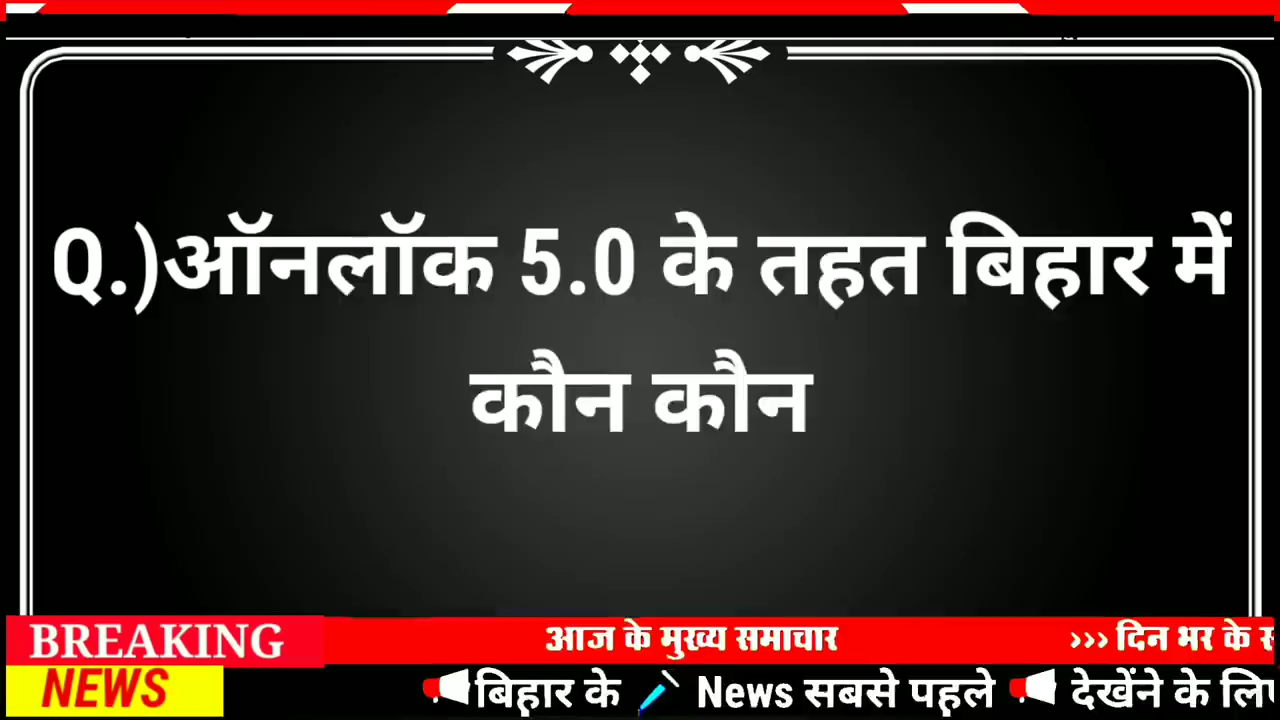 Q.)ऑनलॉक 5.0 के तहत बिहार में
कौन कौन
BREAKING
आज के मुख्य समाचार
››› दिन भर के
NEWS
बिहार के News सबसे पहले देखेंने के